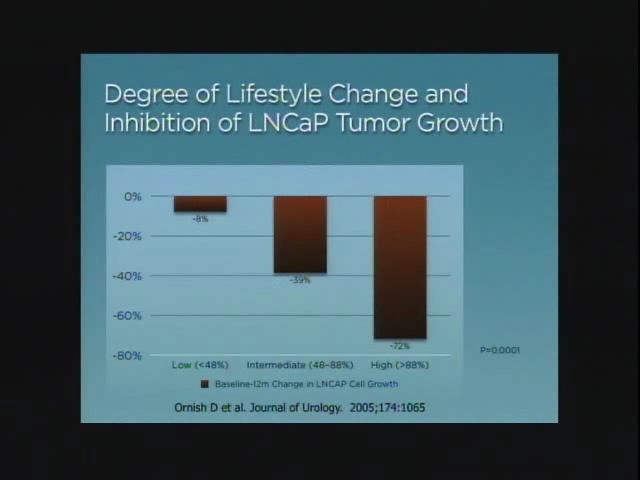 Degree of Lifestyle Change and
Inhibition of LNCaP Tumor Growth
0%
-20%
-40%
-60%
-80%
-8%
-39%
-72%
Low (<48%) Intermediate (48-88%) High (>88%)
Baseline-12m Change in LNCAP Cell Growth
P=0.0001
Ornish D et al. Journal of Urology. 2005;174:1065